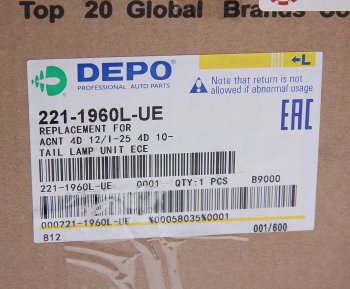 Top 20 Global Brands Co
←L
DEPO
PROFESSIONAL AUTO PARTS
Note that return is not
allowed if abnormal usage
221-1960L-UE
EAC
REPLACEMENT FOR
ACNT 4D 12/I-25 4D 10-
TAIL LAMP UNIT ECE
221-1960L-UE 0001 QTY:1 PCS B9000
000221-1960L-UE %00058035%0001
812 001/600